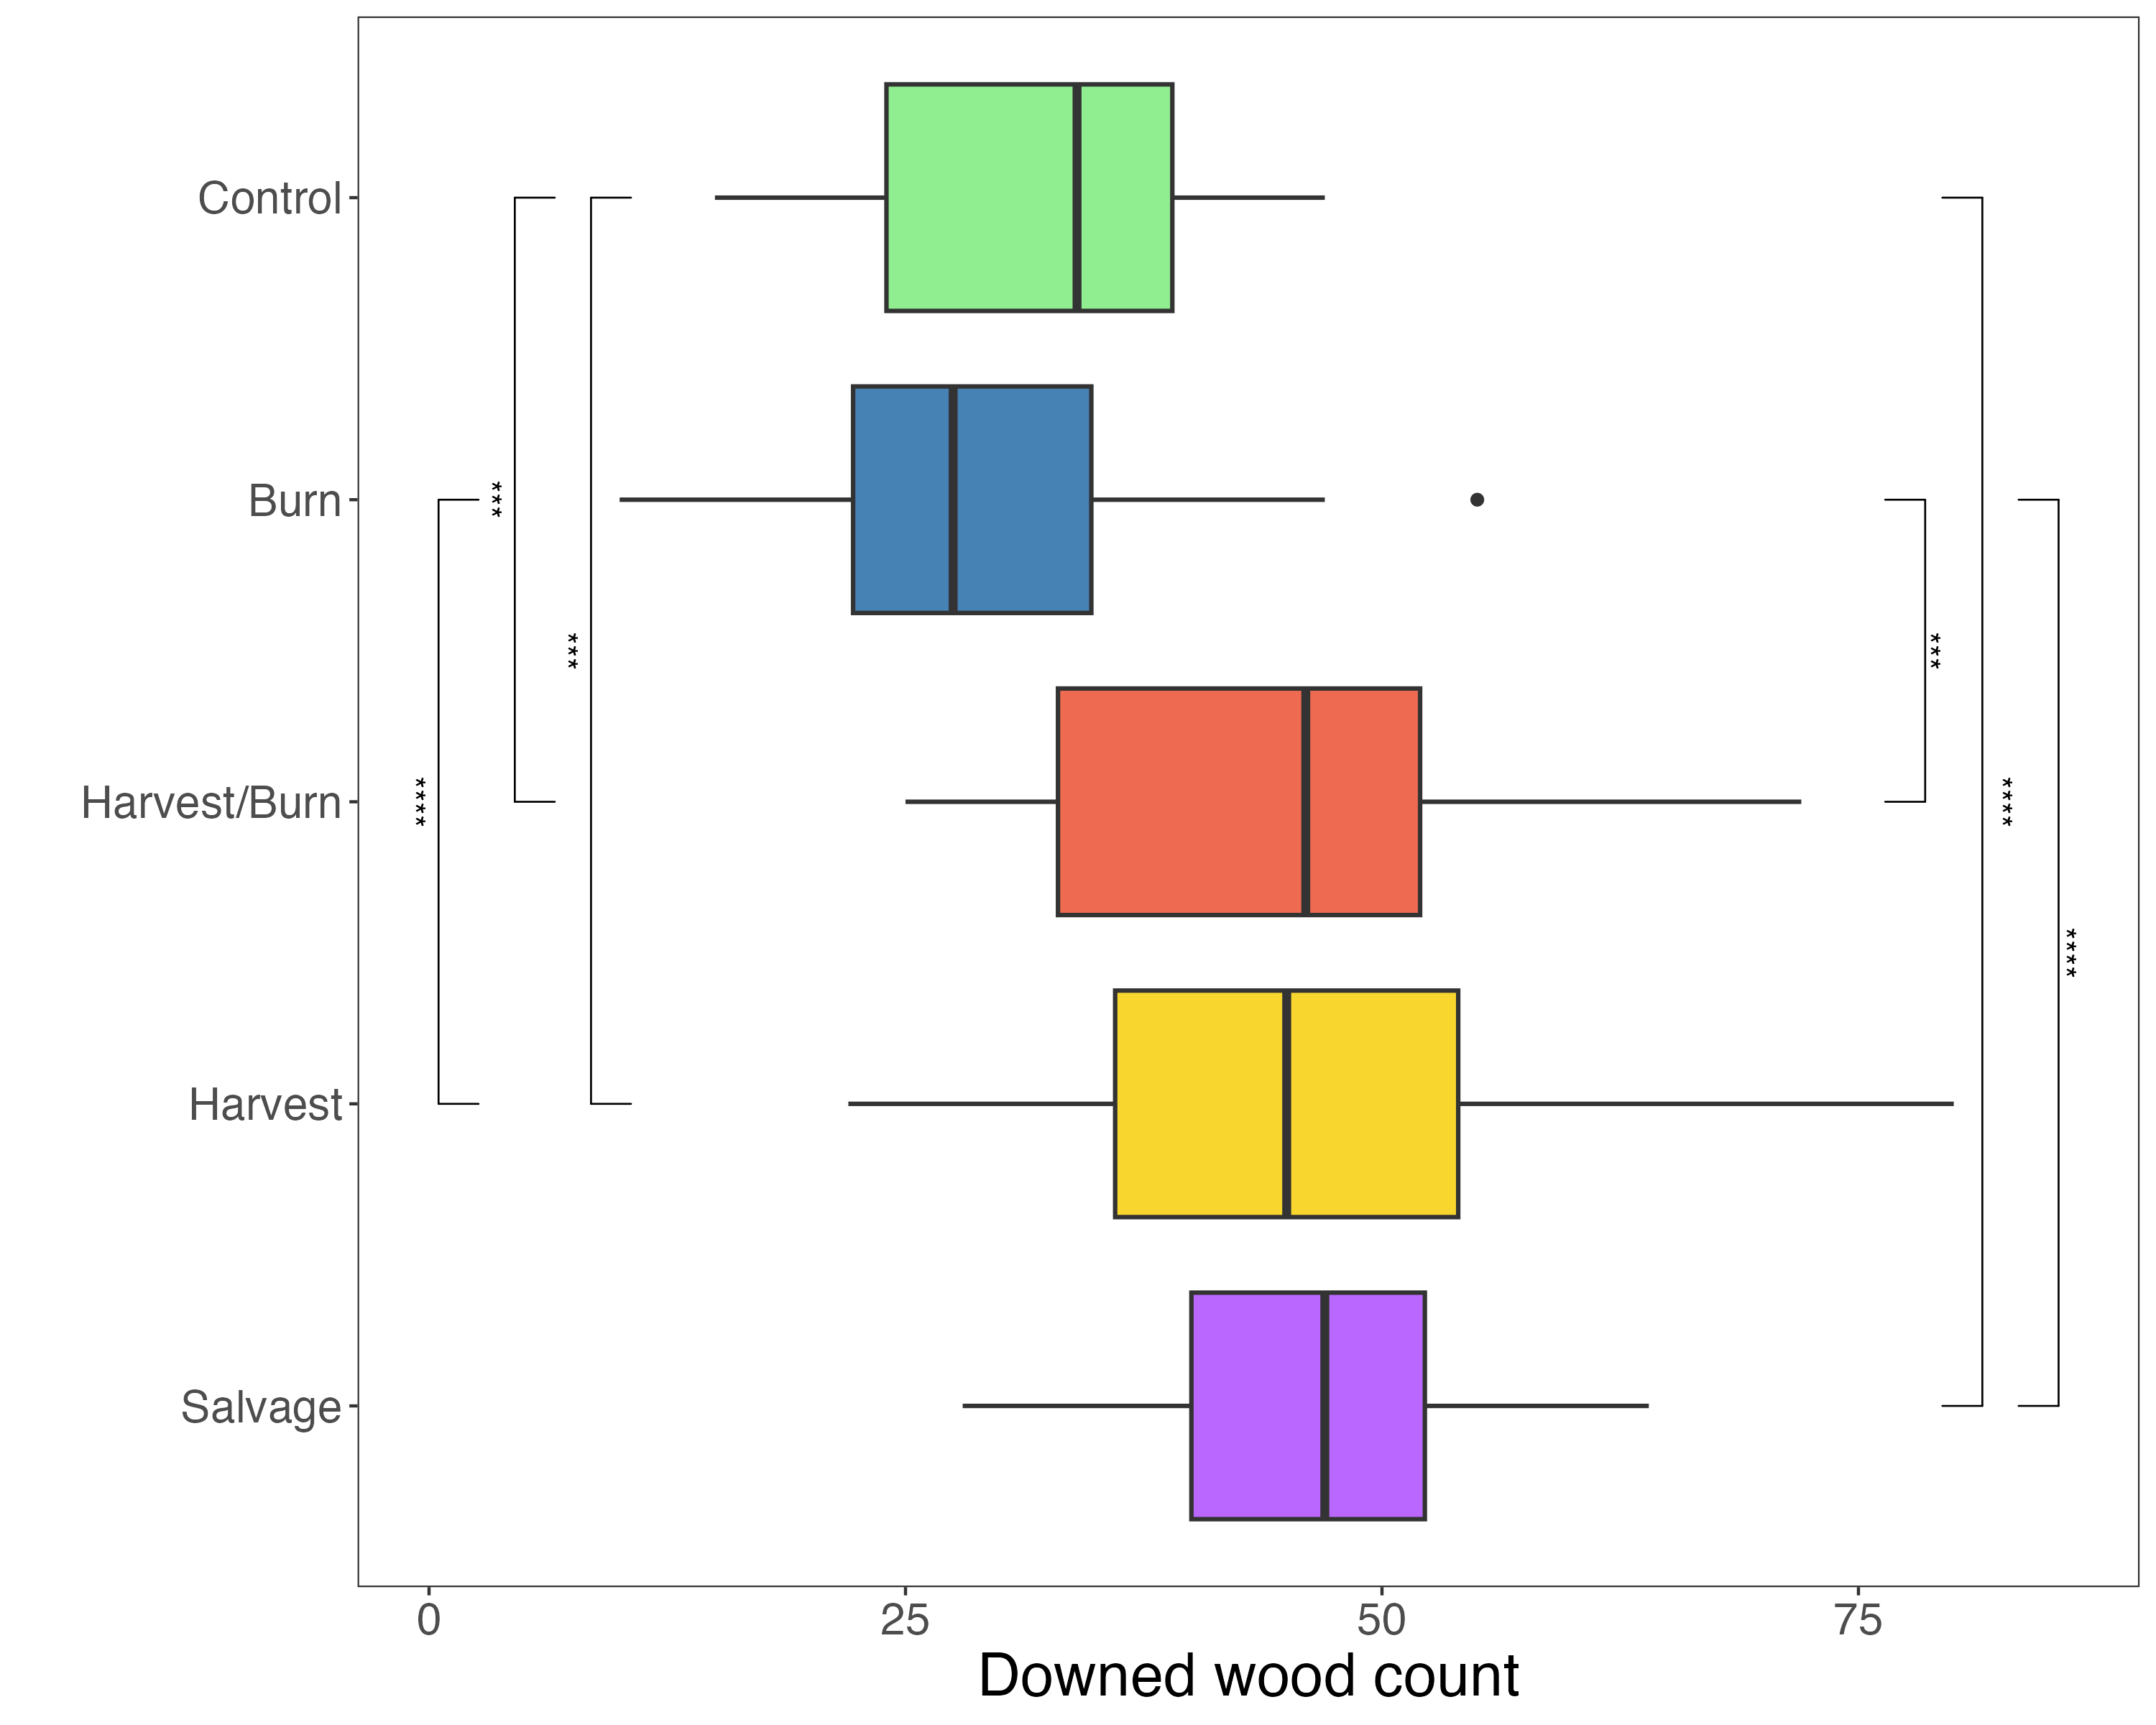 Control
Burn
Harvest/Burn
Harvest
Salvage
****
***
***
***
****
****
0 25 50 75
Downed wood count